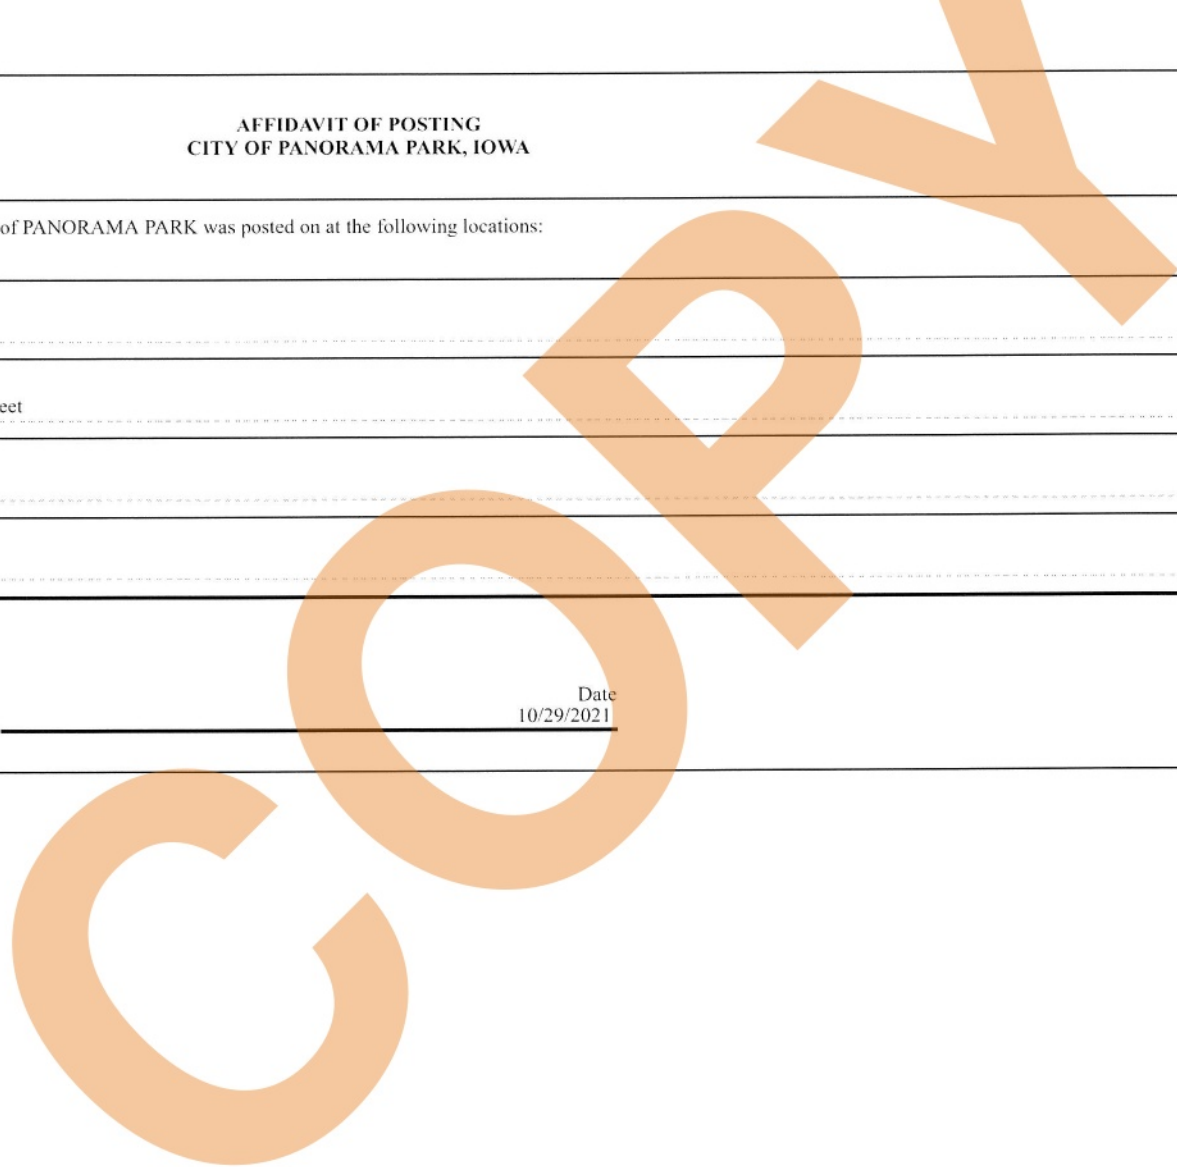 AFFIDAVIT OF POSTING
CITY OF PANORAMA PARK, IOWA
of PANORAMA PARK was posted on at the following locations:
eet
Date
10/29/2021
COPY